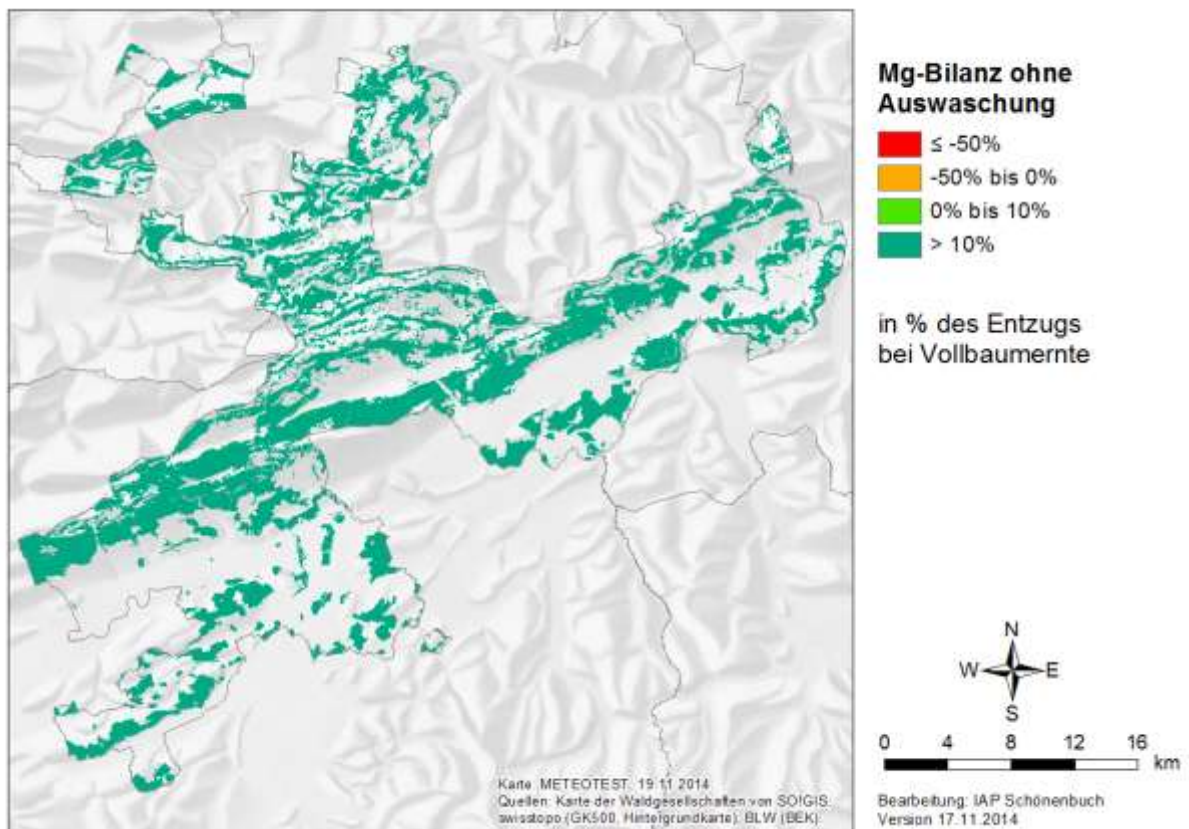 Mg-Bilanz ohne
Auswaschung
≤ -50%
-50% bis 0%
0% bis 10%
> 10%
in % des Entzugs
bei Vollbaumernte
N
W E
S
0 4 8 12 16
km
Karte: METEOTEST, 19.11.2014
Quellen: Karte der Waldgesellschaften von SO!GIS,
swisstopo (GK500, Hintergrundkarte), BLW (BEK)
Bearbeitung: IAP Schönenbuch
Version 17.11.2014